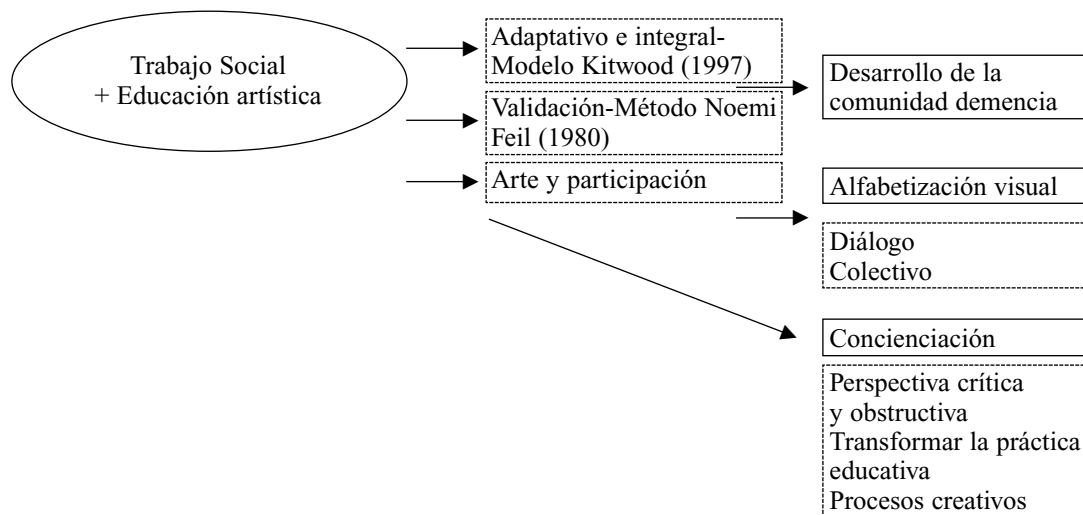 Trabajo Social
+ Educación artística
Adaptativo e integral-
Modelo Kitwood (1997)
Validación-Método Noemi
Feil (1980)
Arte y participación
Desarrollo de la
comunidad demencia
Alfabetización visual
Diálogo
Colectivo
Concienciación
Perspectiva crítica
y obstructiva
Transformar la práctica
educativa
Procesos creativos